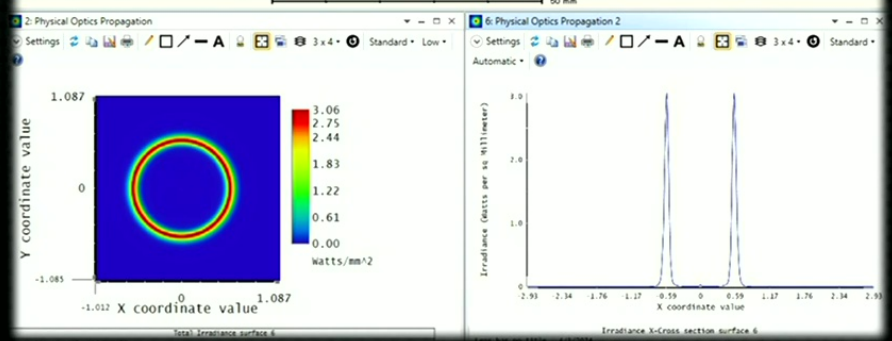 50 mm
2: Physical Optics Propagation
Settings
A
3 x 4
Standard
Low
1.087
Y coordinate value
0
-1.085
-1.012
0
1.087
X coordinate value
3.06
2.75
2.44
1.83
1.22
0.61
0.00
Watts/mm^2
Total Irradiance surface 6
6: Physical Optics Propagation 2
Settings
A
3 x 4
Standard
Automatic
Irradiance (Watts per sq Millimeter)
3.0
2.0
1.0
0
-2.93
-2.34
-1.76
-1.17
-0.59
0
0.59
1.17
1.76
2.34
2.93
X coordinate value
Irradiance X-Cross section surface 6